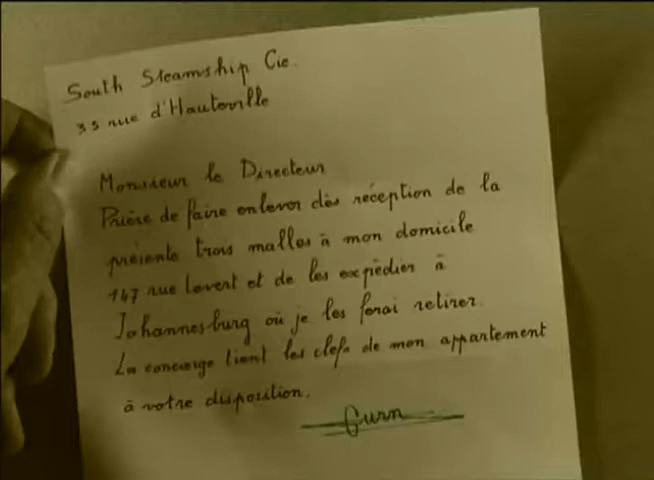 South Steamship Cie.
35 rue d'Hauteville
Monsieur le Directeur
Prière de faire enlever dès réception de la
présente trois malles à mon domicile
147 rue Levert et de les expédier à
Johannesburg où je les ferai retirer.
La concierge tient les clefs de mon appartement
à votre disposition.
Gurn